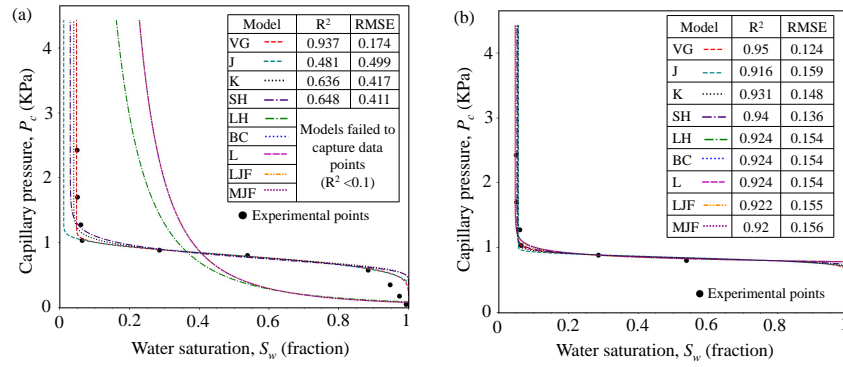 (a)
Model R² RMSE
VG 0.937 0.174
J 0.481 0.499
K 0.636 0.417
SH 0.648 0.411
LH
BC
L
LJF
MJF
Models failed to
capture data
points
(R² <0.1)
Experimental points
Capillary pressure, Pc (KPa)
4
3
2
1
0
0 0.2 0.4 0.6 0.8 1
Water saturation, Sw (fraction)
(b)
Model R² RMSE
VG 0.95 0.124
J 0.916 0.159
K 0.931 0.148
SH 0.94 0.136
LH 0.924 0.154
BC 0.924 0.154
L 0.924 0.154
LJF 0.922 0.155
MJF 0.92 0.156
Experimental points
Capillary pressure, Pc (KPa)
4
3
2
1
0
0 0.2 0.4 0.6 0.8
Water saturation, Sw (fraction)